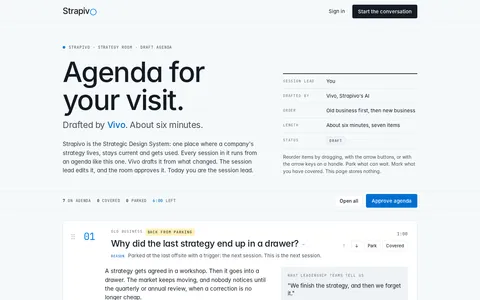 Strapivo
Sign in
Start the conversation
STRAPIVO · STRATEGY ROOM · DRAFT AGENDA
Agenda for
your visit.
Drafted by Vivo. About six minutes.
Strapivo is the Strategic Design System: one place where a company's
strategy lives, stays current and gets used. Every session in it runs from
an agenda like this one. Vivo drafts it from what changed. The session
lead edits it, and the room approves it. Today you are the session lead.
SESSION LEAD You
DRAFTED BY Vivo, Strapivo's AI
ORDER Old business first, then new business
LENGTH About six minutes, seven items
STATUS DRAFT
Reorder items by dragging, with the arrow buttons, or with
the arrow keys on a handle. Park what can wait. Mark what
you have covered. This page stores nothing.
7 ON AGENDA 0 COVERED 0 PARKED 6:00 LEFT
Open all
Approve agenda
01
OLD BUSINESS BACK FROM PARKING
1:00
Why did the last strategy end up in a drawer? -
↑ ↓ Park Covered
Parked at the last offsite with a trigger: the next session. This is the next session.
A strategy gets agreed in a workshop. Then it goes into a
drawer. The market keeps moving, and nobody notices until
the quarterly or annual review, when a correction is no
longer cheap.
WHAT LEADERSHIP TEAMS TELL US
"We finish the strategy, and then we forget
it."